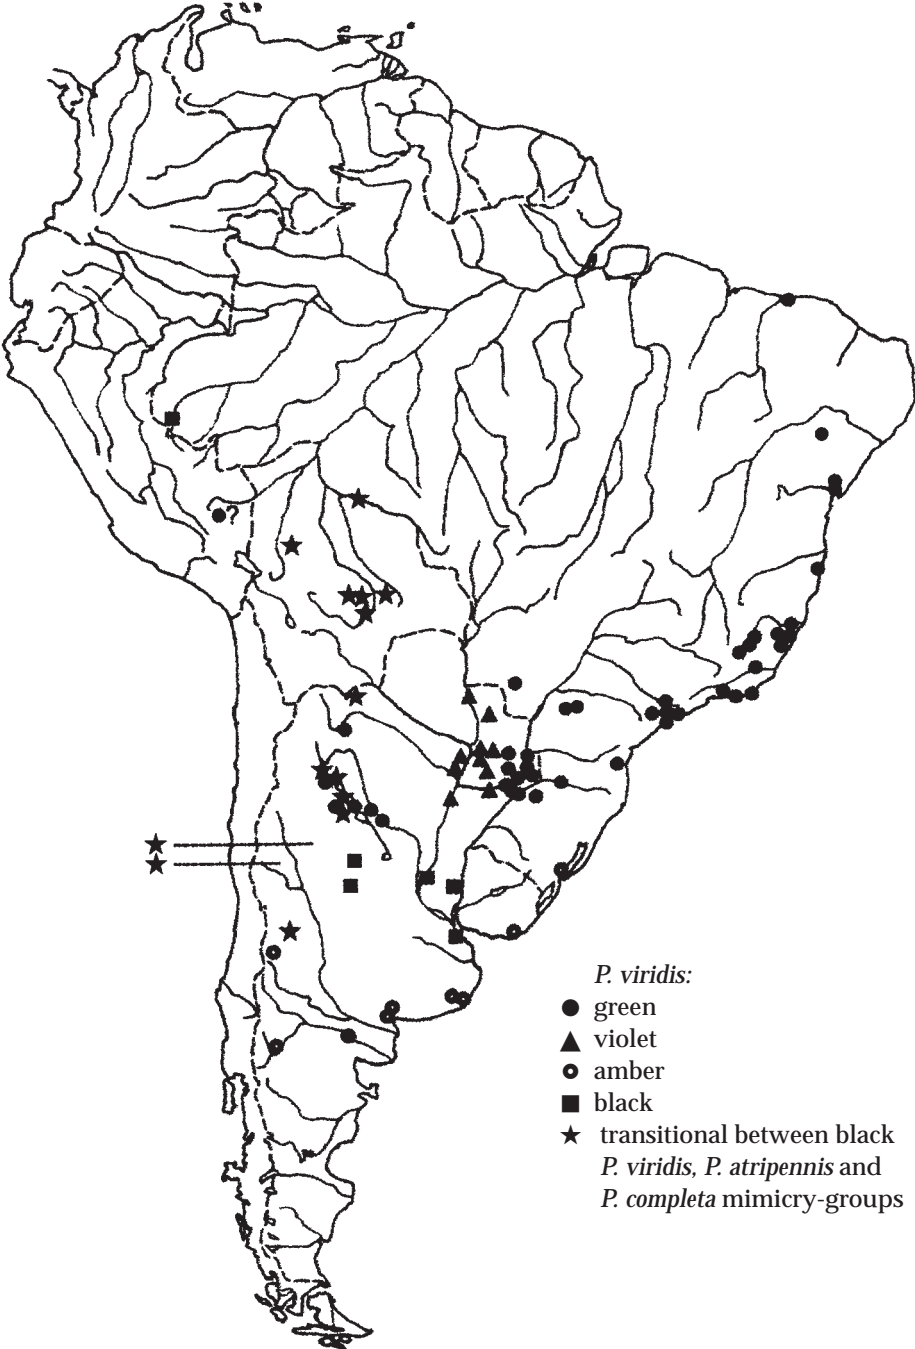 ?
P. viridis:
green
violet
amber
black
transitional between black
P. viridis, P. atripennis and
P. completa mimicry-groups